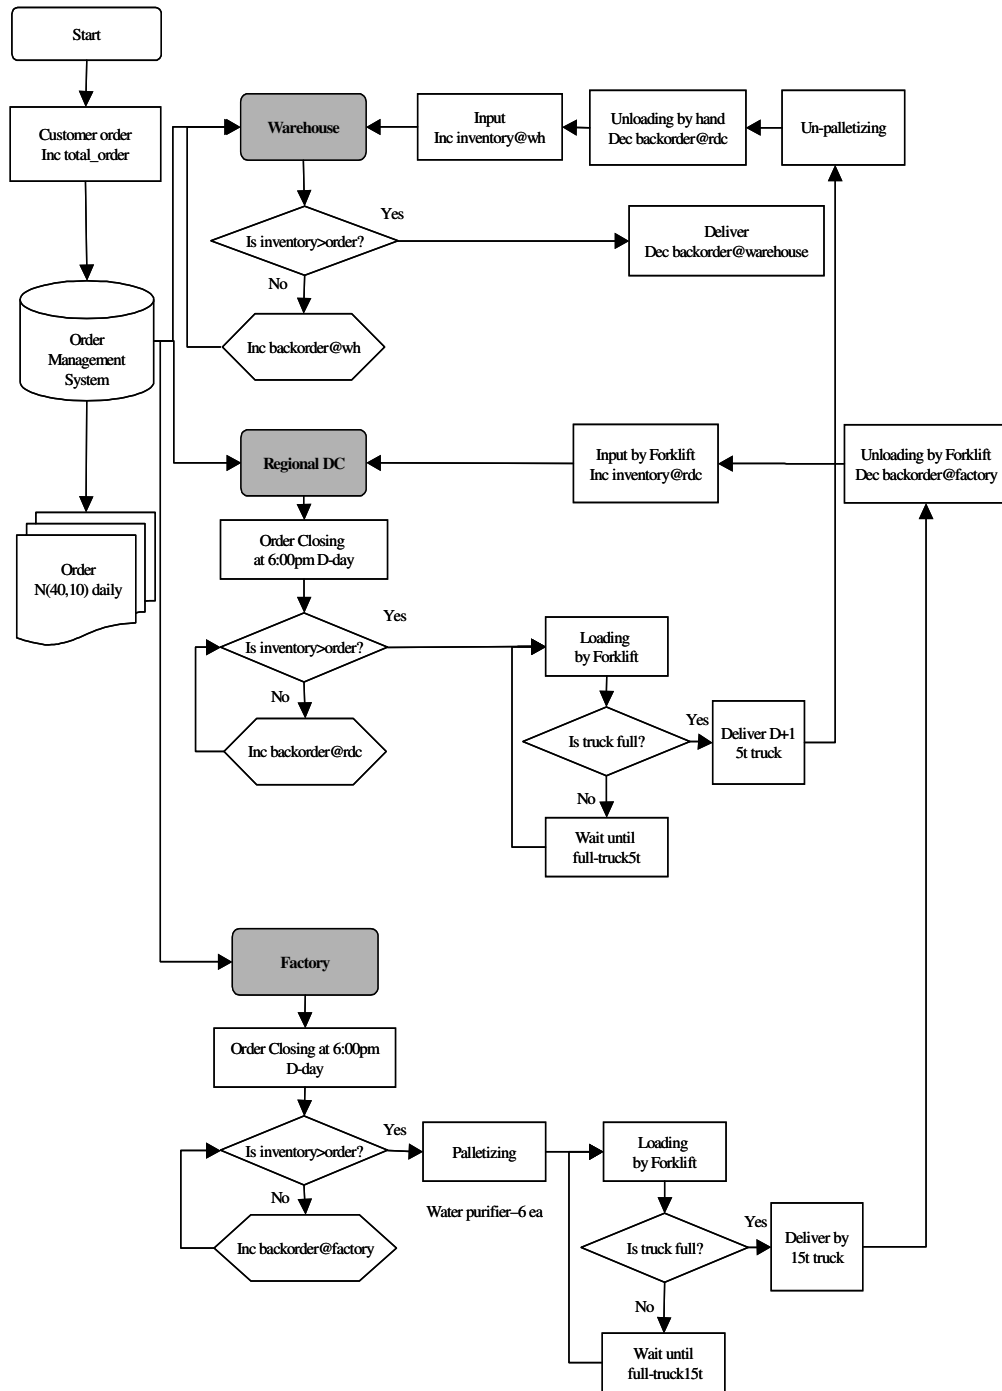 Start
Customer order
Inc total_order
Order
Management
System
Order
N(40,10) daily
Warehouse
Input
Inc inventory@wh
Unloading by hand
Dec backorder@rdc
Un-palletizing
Is inventory>order?
Yes
No
Deliver
Dec backorder@warehouse
Inc backorder@wh
Regional DC
Input by Forklift
Inc inventory@rdc
Unloading by Forklift
Dec backorder@factory
Order Closing
at 6:00pm D-day
Is inventory>order?
Yes
No
Inc backorder@rdc
Loading
by Forklift
Is truck full?
Yes
No
Deliver D+1
5t truck
Wait until
full-truck5t
Factory
Order Closing at 6:00pm
D-day
Is inventory>order?
Yes
No
Inc backorder@factory
Palletizing
Water purifier–6 ea
Loading
by Forklift
Is truck full?
Yes
No
Deliver by
15t truck
Wait until
full-truck15t